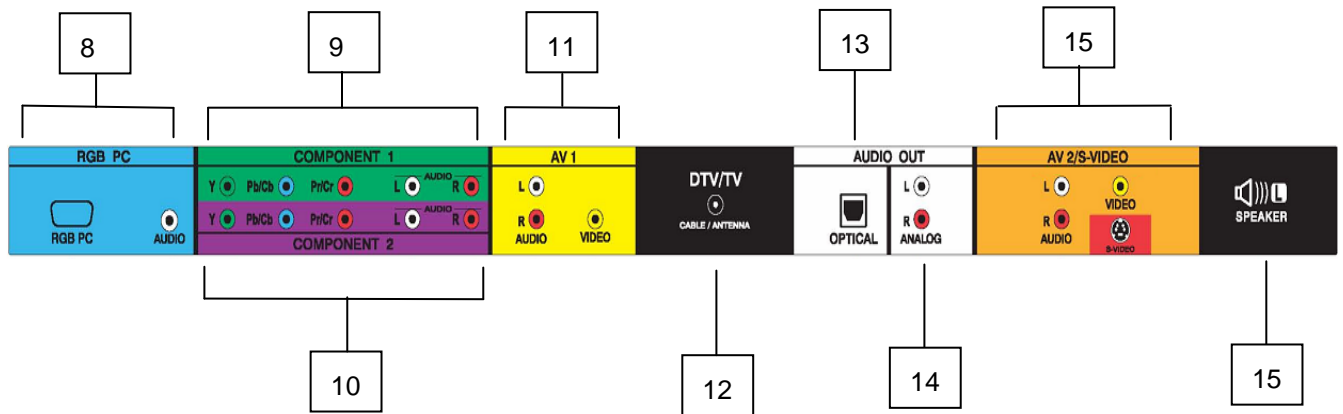 8
9
11
13
15
RGB PC
RGB PC
AUDIO
COMPONENT 1
Y Pb/Cb Pr/Cr L AUDIO R
Y Pb/Cb Pr/Cr L AUDIO R
COMPONENT 2
AV 1
L
R
AUDIO VIDEO
DTV/TV
CABLE / ANTENNA
AUDIO OUT
OPTICAL
L
R
ANALOG
AV 2/S-VIDEO
L
VIDEO
R
AUDIO
S-VIDEO
L
SPEAKER
10
12
14
15